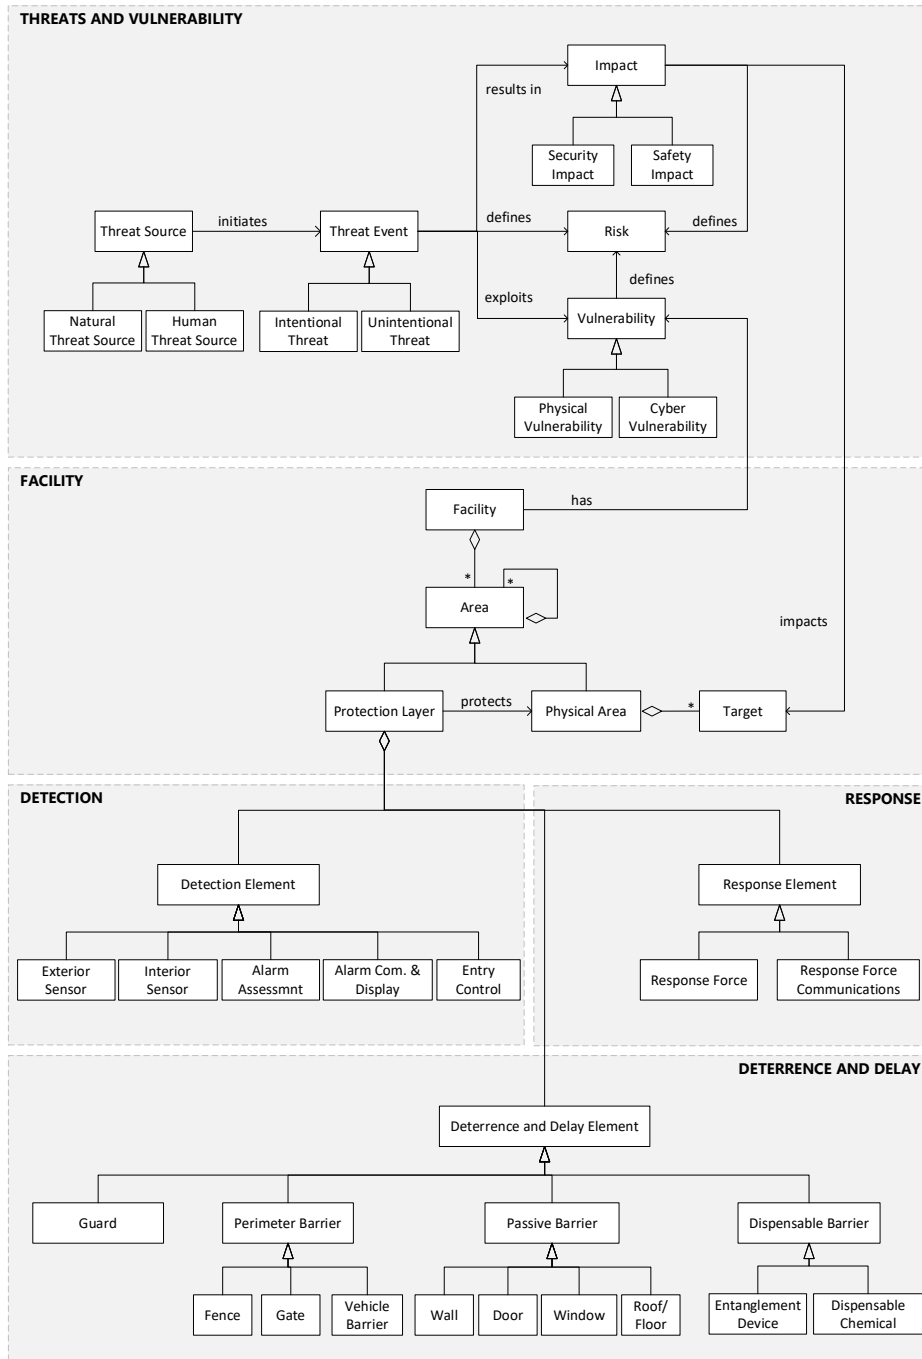 THREATS AND VULNERABILITY
Impact
results in
Security
Impact
Safety
Impact
Threat Source
initiates
Threat Event
defines
Risk
defines
defines
exploits
Natural
Threat Source
Human
Threat Source
Intentional
Threat
Unintentional
Threat
Vulnerability
Physical
Vulnerability
Cyber
Vulnerability
FACILITY
Facility
has
*
*
Area
impacts
Protection Layer
protects
Physical Area
*
Target
DETECTION
RESPONSE
Detection Element
Response Element
Exterior
Sensor
Interior
Sensor
Alarm
Assessmnt
Alarm Com. &
Display
Entry
Control
Response Force
Response Force
Communications
DETERRENCE AND DELAY
Deterrence and Delay Element
Guard
Perimeter Barrier
Passive Barrier
Dispensable Barrier
Fence
Gate
Vehicle
Barrier
Wall
Door
Window
Roof/
Floor
Entanglement
Device
Dispensable
Chemical